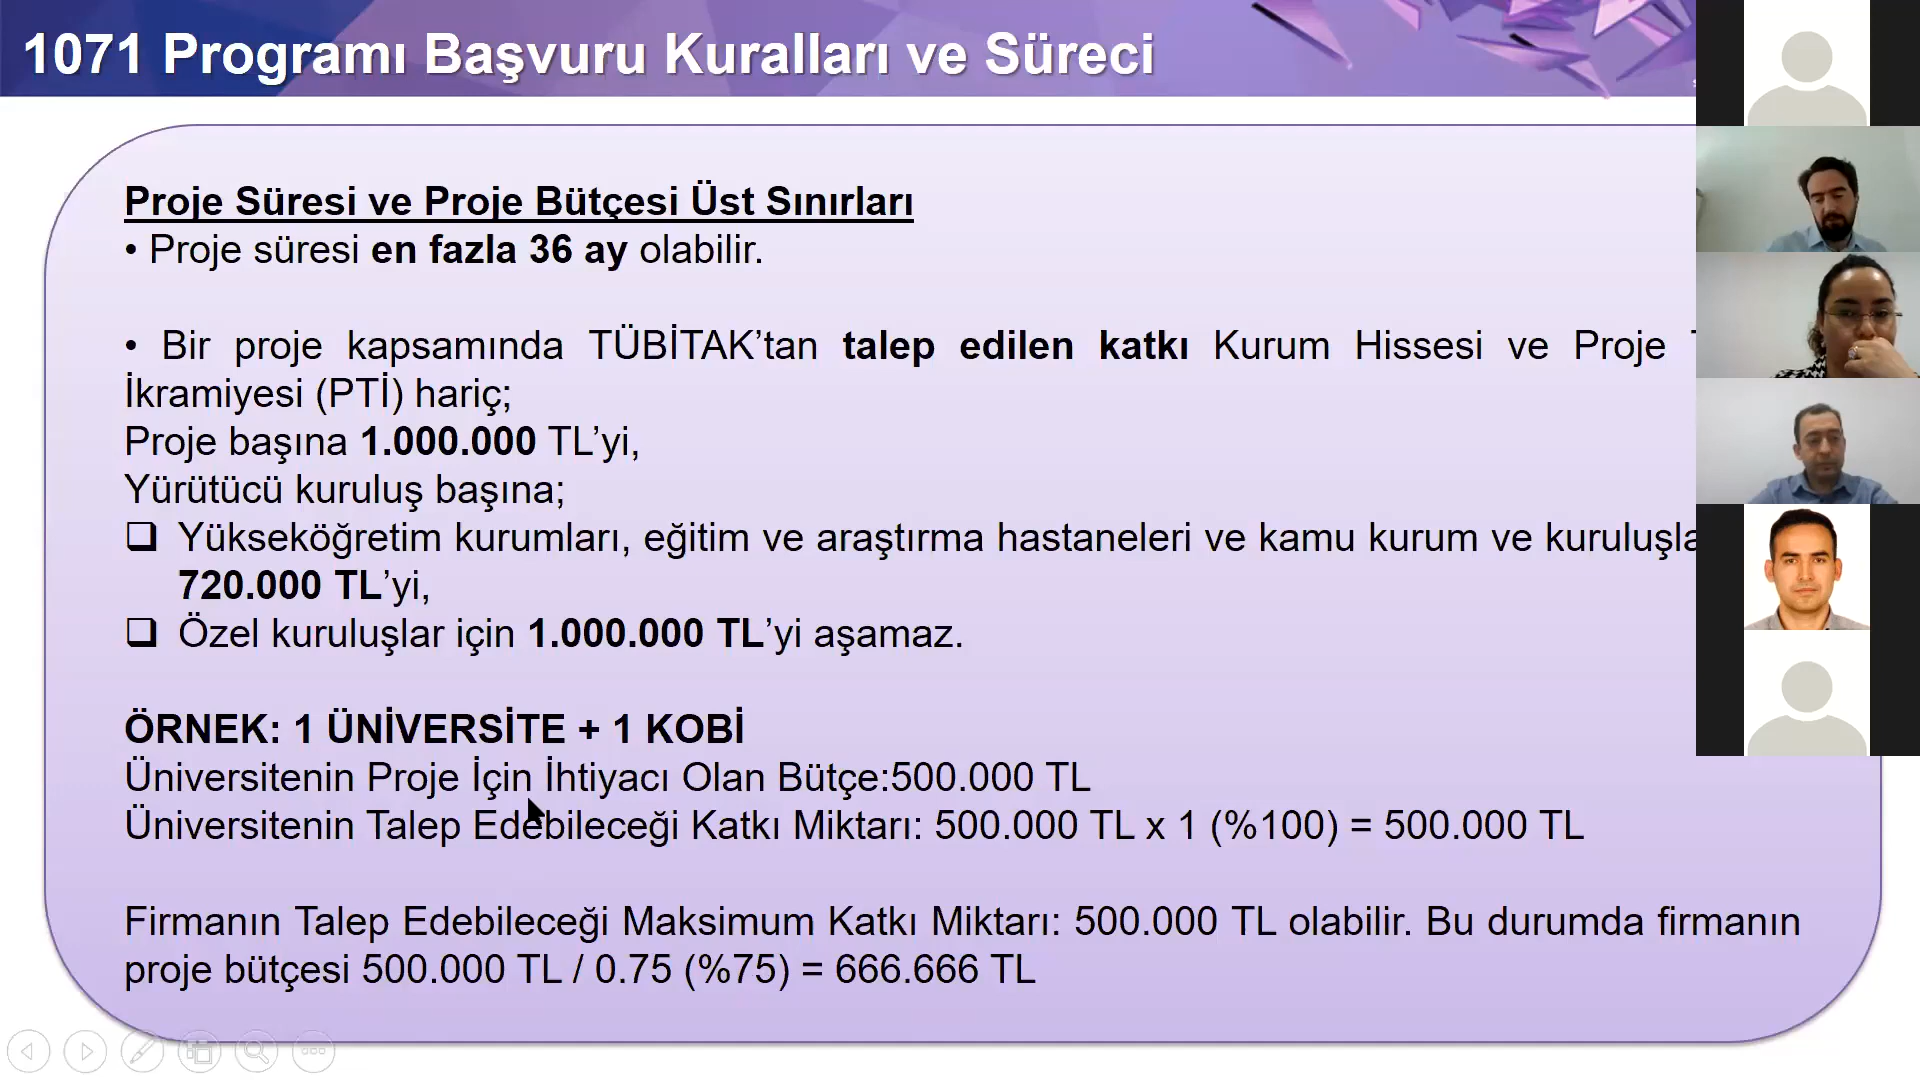 1071 Programı Başvuru Kuralları ve Süreci
Proje Süresi ve Proje Bütçesi Üst Sınırları
• Proje süresi en fazla 36 ay olabilir.
• Bir proje kapsamında TÜBİTAK’tan talep edilen katkı Kurum Hissesi ve Proje
İkramiyesi (PTİ) hariç;
Proje başına 1.000.000 TL’yi,
Yürütücü kuruluş başına;
❑ Yükseköğretim kurumları, eğitim ve araştırma hastaneleri ve kamu kurum ve
720.000 TL’yi,
❑ Özel kuruluşlar için 1.000.000 TL’yi aşamaz.
ÖRNEK: 1 ÜNİVERSİTE + 1 KOBİ
Üniversitenin Proje İçin İhtiyacı Olan Bütçe:500.000 TL
Üniversitenin Talep Edebileceği Katkı Miktarı: 500.000 TL x 1 (%100) = 500.000 TL
Firmanın Talep Edebileceği Maksimum Katkı Miktarı: 500.000 TL olabilir. Bu durumda firmanın
proje bütçesi 500.000 TL / 0.75 (%75) = 666.666 TL